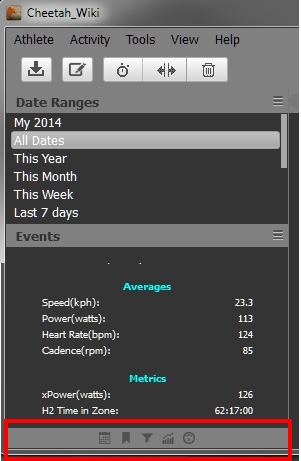 Cheetah_Wiki
Athlete Activity Tools View Help
Date Ranges
My 2014
All Dates
This Year
This Month
This Week
Last 7 days
Events
Averages
Speed(kph): 23.3
Power(watts): 113
Heart Rate(bpm): 124
Cadence(rpm): 85
Metrics
xPower(watts): 126
H2 Time in Zone: 62:17:00